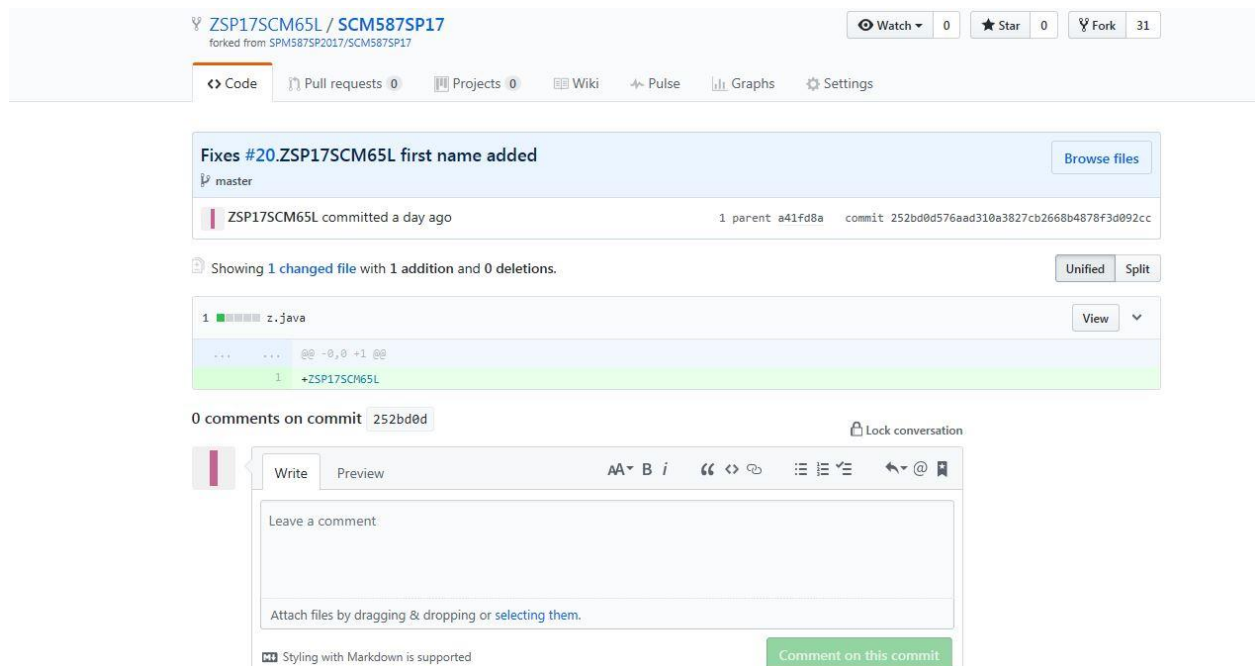 ZSP17SCM65L / SCM587SP17
forked from SPM587SP2017/SCM587SP17
Watch 0 Star 0 Fork 31
Code Pull requests 0 Projects 0 Wiki Pulse Graphs Settings
Fixes #20.ZSP17SCM65L first name added
Browse files
master
ZSP17SCM65L committed a day ago 1 parent a41fd8a commit 252bd0d576aad310a3827cb2668b4878f3d092cc
Showing 1 changed file with 1 addition and 0 deletions.
Unified Split
1 z.java
View
... ... @@ -0,0 +1 @@
1 +ZSP17SCM65L
0 comments on commit 252bd0d
Lock conversation
Write Preview AA B i “ <> @
Leave a comment
Attach files by dragging & dropping or selecting them.
Styling with Markdown is supported
Comment on this commit